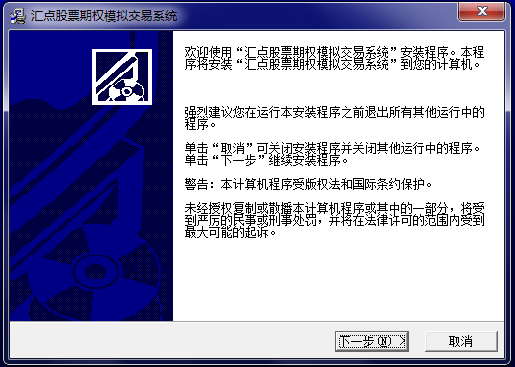 汇点股票期权模拟交易系统
欢迎使用“汇点股票期权模拟交易系统”安装程序。本程
序将安装“汇点股票期权模拟交易系统”到您的计算机。
强烈建议您在运行本安装程序之前退出所有其他运行中的
程序。
单击“取消”可关闭安装程序并关闭其他运行中的程序。
单击“下一步”继续安装程序。
警告：本计算机程序受版权法和国际条约保护。
未经授权复制或散播本计算机程序或其中的一部分，将受
到严厉的民事或刑事处罚，并将在法律许可的范围内受到
最大可能的起诉。
下一步(N) > 取消